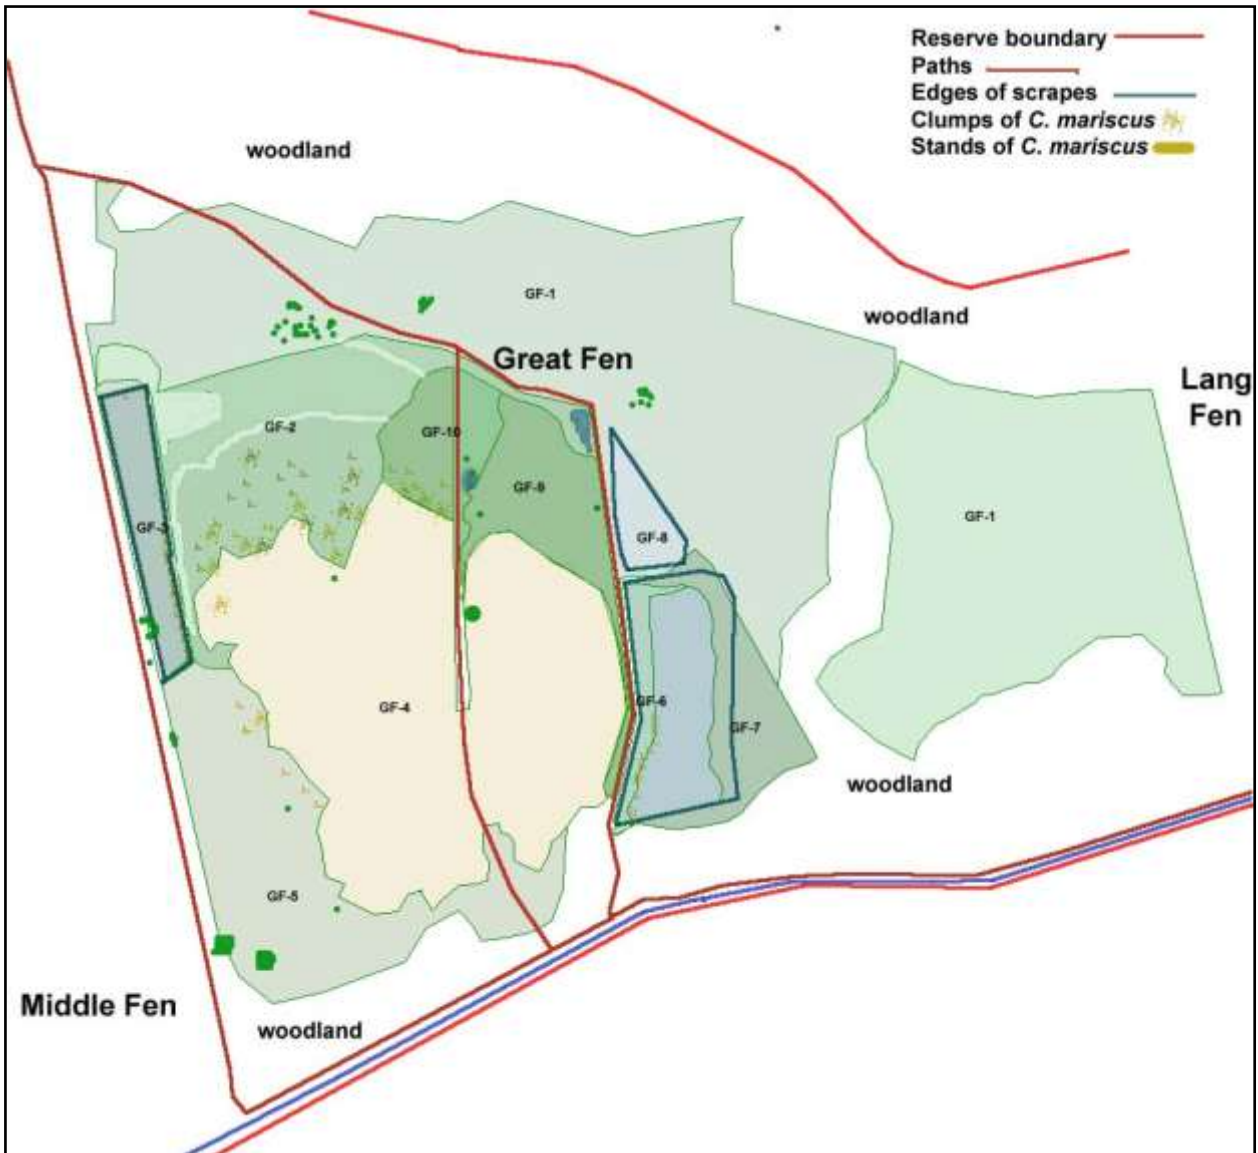 Reserve boundary
Paths
Edges of scrapes
Clumps of C. mariscus
Stands of C. mariscus
woodland
GF-1
woodland
Great Fen
Lang
Fen
GF-2
GF-10
GF-9
GF-1
GF-3
GF-8
GF-6
GF-4
GF-7
woodland
GF-5
Middle Fen
woodland